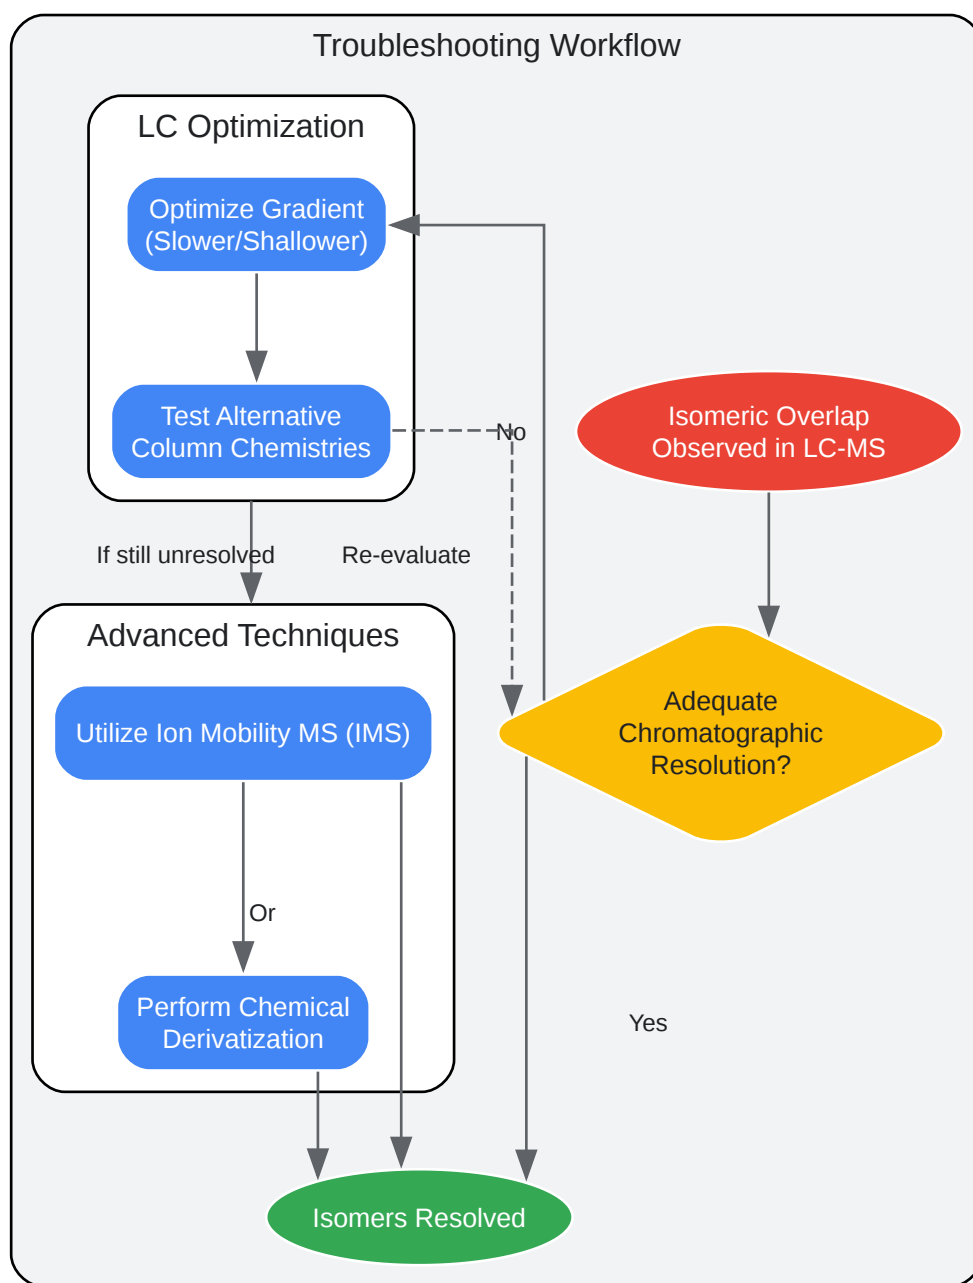 Troubleshooting Workflow
LC Optimization
Optimize Gradient
(Slower/Shallower)
Test Alternative
Column Chemistries
No
Isomeric Overlap
Observed in LC-MS
If still unresolved
Re-evaluate
Advanced Techniques
Utilize Ion Mobility MS (IMS)
Adequate
Chromatographic
Resolution?
Or
Perform Chemical
Derivatization
Yes
Isomers Resolved